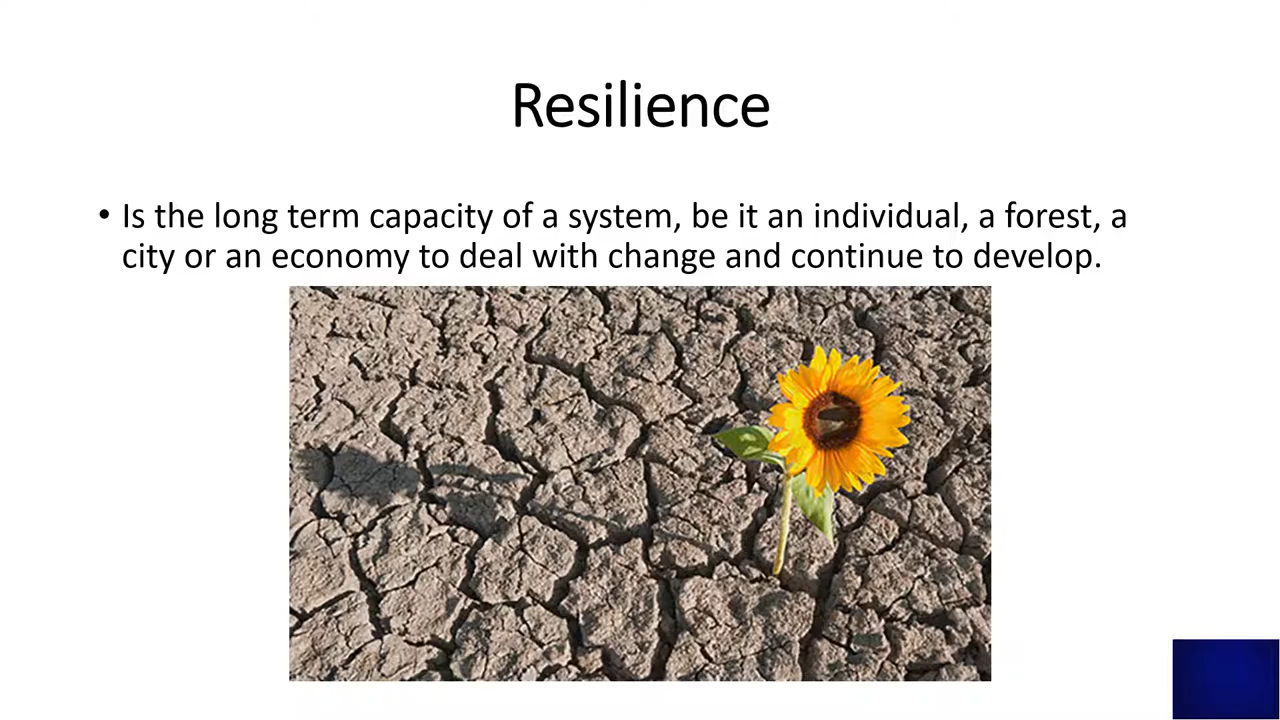 Resilience
• Is the long term capacity of a system, be it an individual, a forest, a
city or an economy to deal with change and continue to develop.